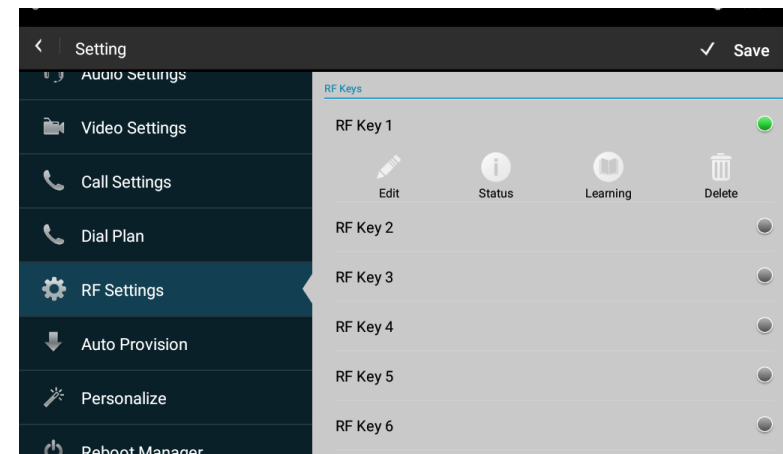 Setting
Save
Audio Settings
Video Settings
Call Settings
Dial Plan
RF Settings
Auto Provision
Personalize
Reboot Manager
RF Keys
RF Key 1
Edit
Status
Learning
Delete
RF Key 2
RF Key 3
RF Key 4
RF Key 5
RF Key 6